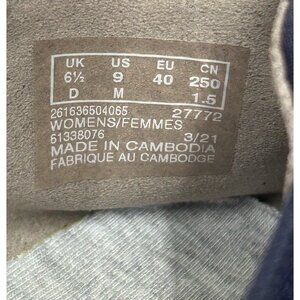 UK US EU CN
6½ 9 40 250
D M 1.5
261636504065 27772
WOMENS/FEMMES
61338076 3/21
MADE IN CAMBODIA
FABRIQUE AU CAMBODGE